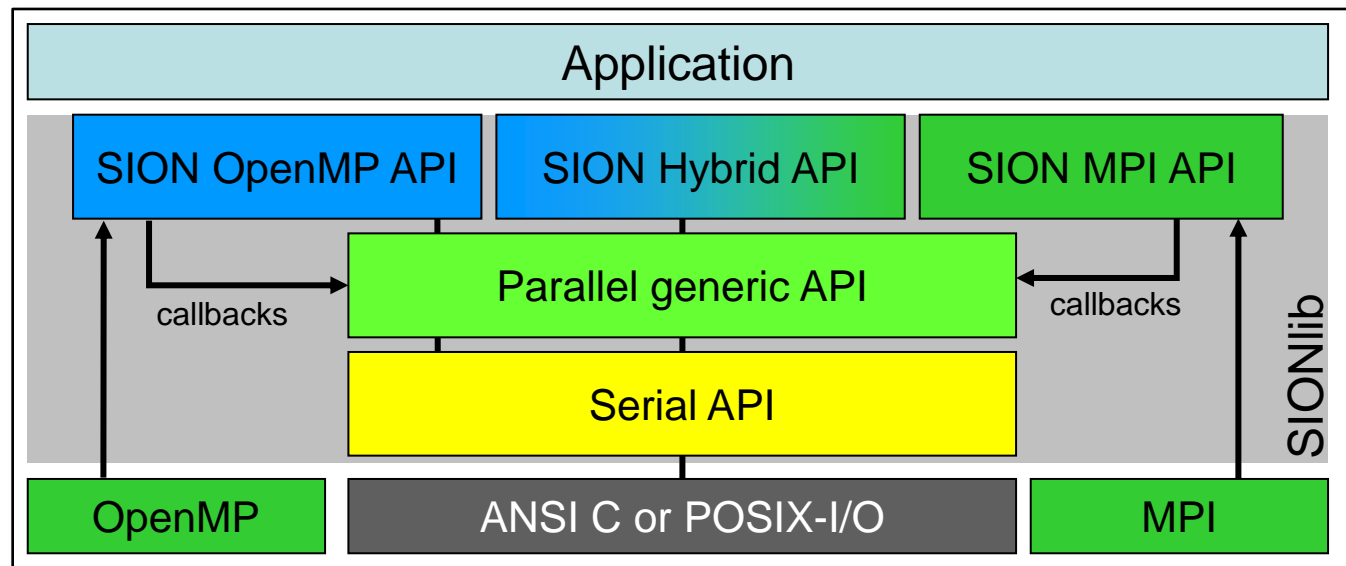 Application
SION OpenMP API
SION Hybrid API
SION MPI API
Parallel generic API
callbacks
callbacks
Serial API
SIONlib
OpenMP
ANSI C or POSIX-I/O
MPI